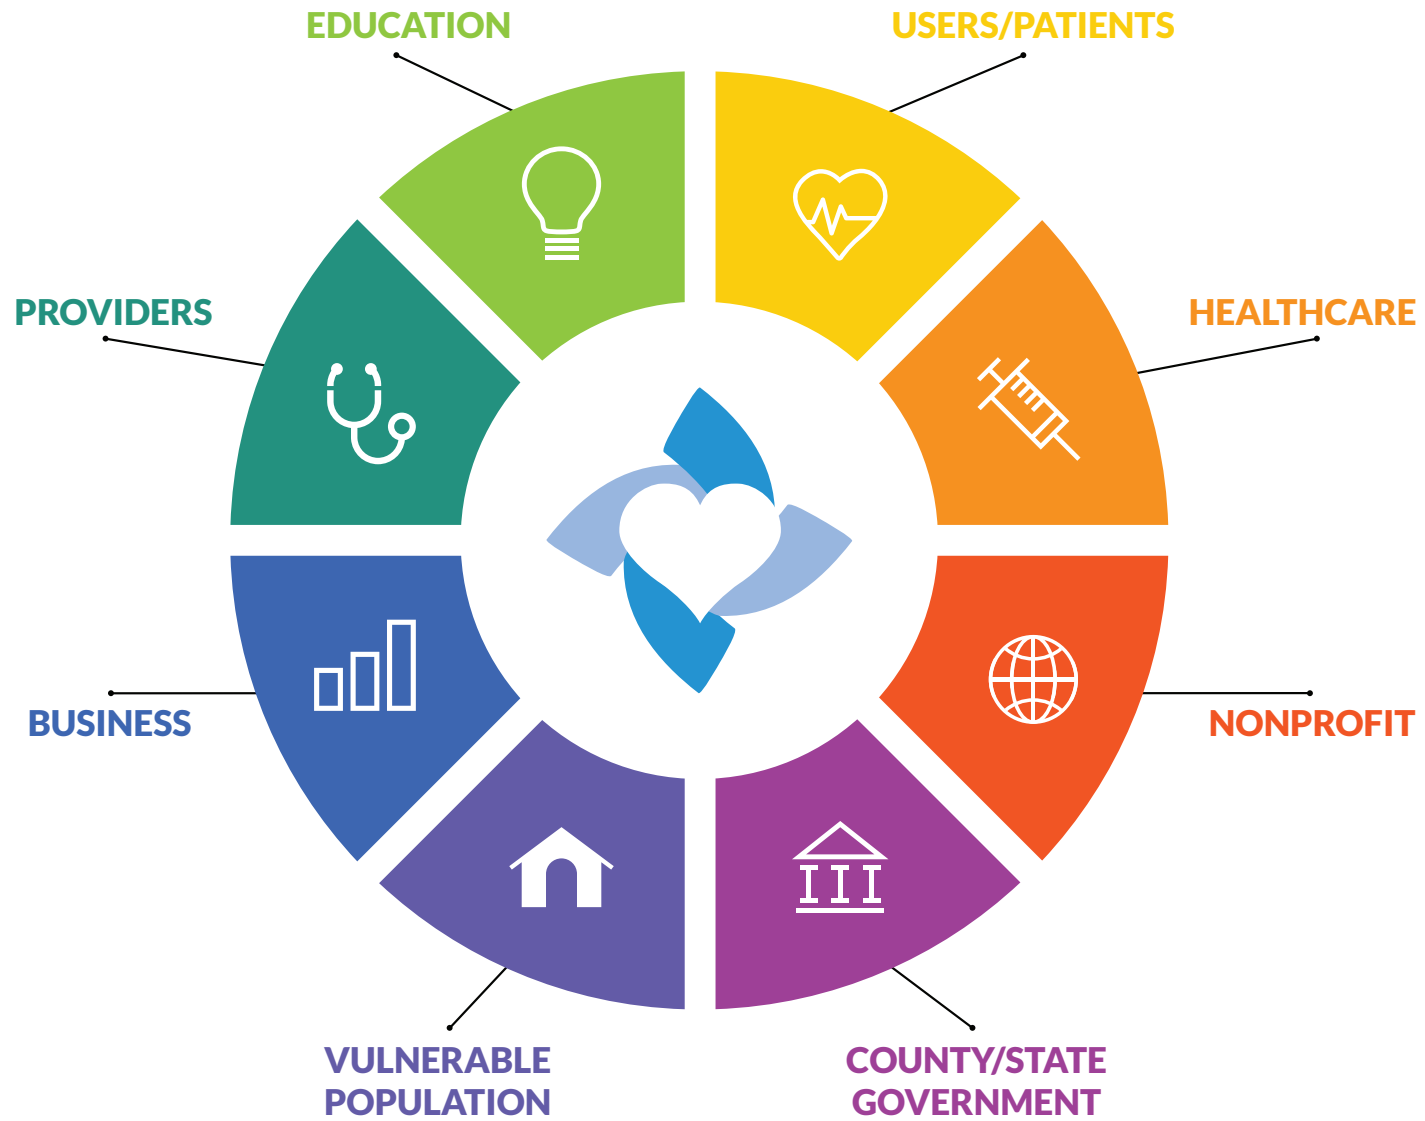 EDUCATION
USERS/PATIENTS
PROVIDERS
HEALTHCARE
BUSINESS
NONPROFIT
VULNERABLE
POPULATION
COUNTY/STATE
GOVERNMENT